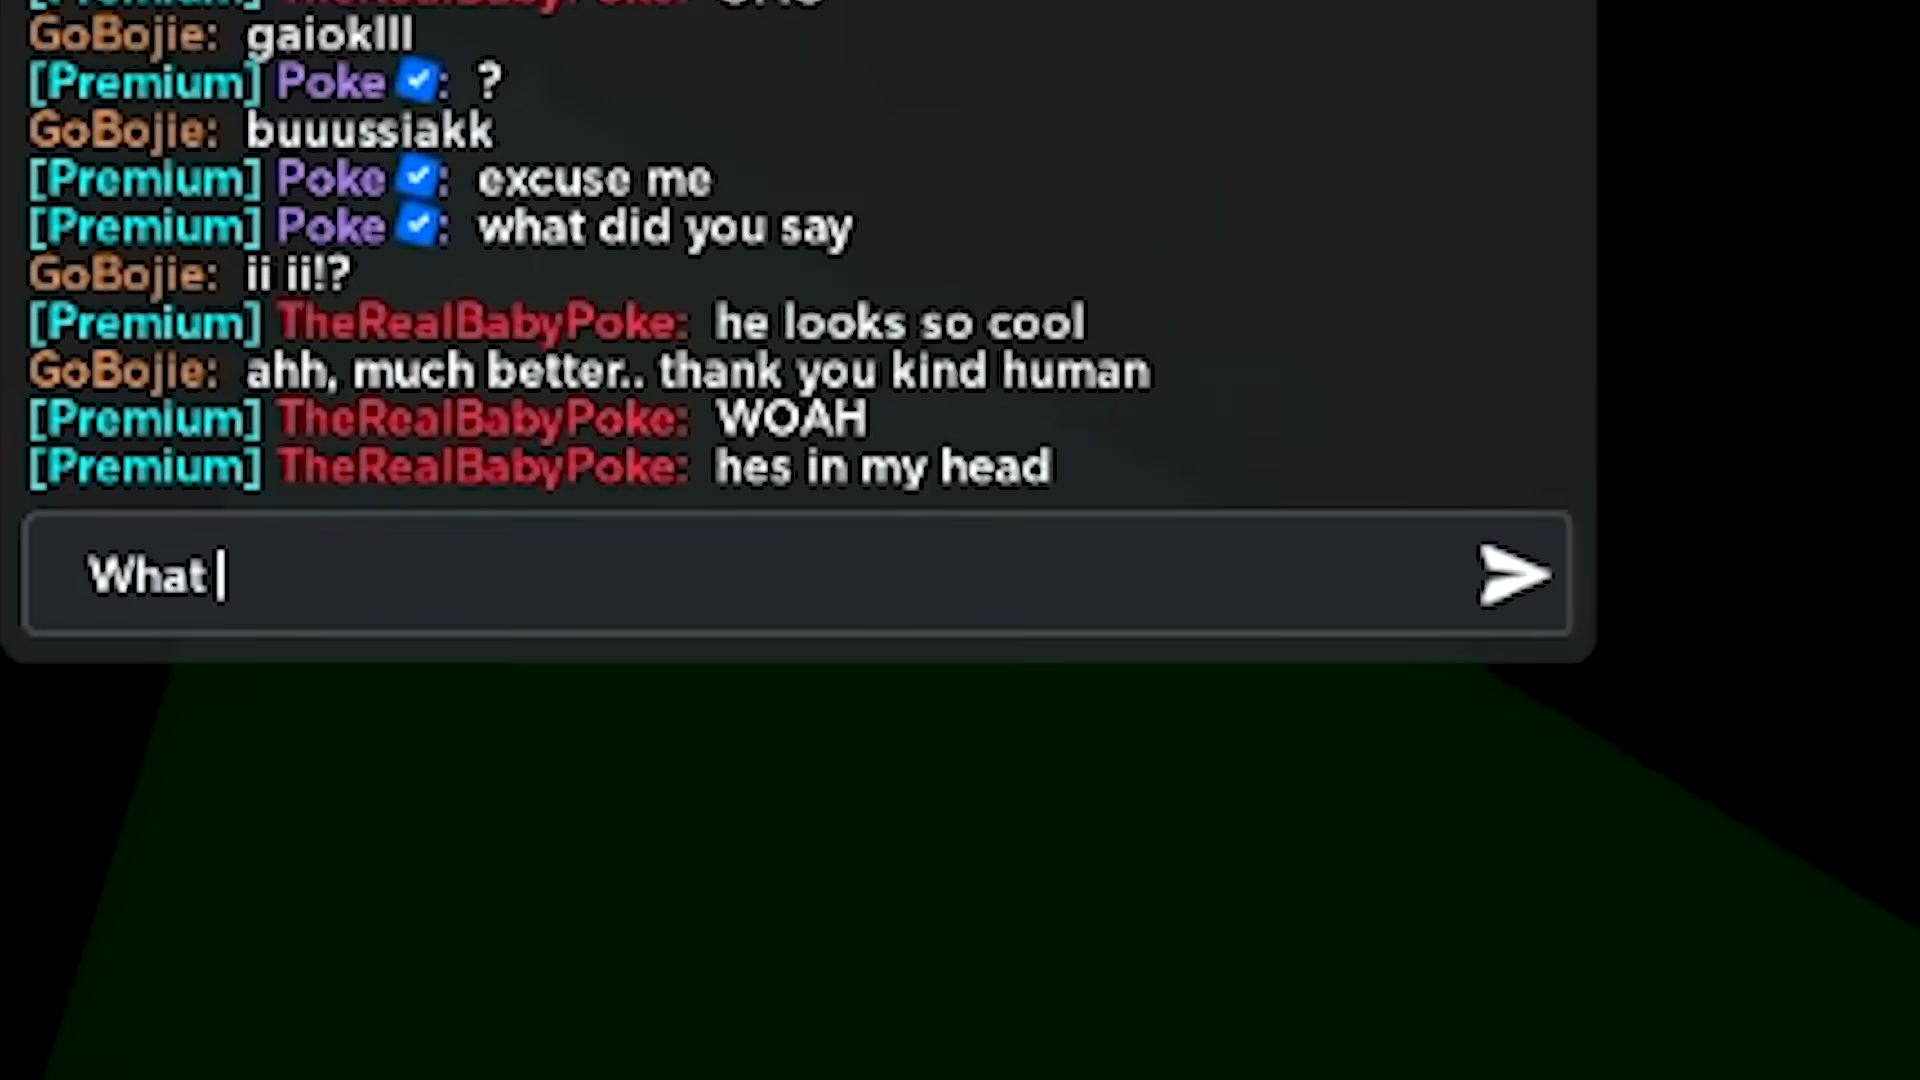 GoBojie: gaioklll
[Premium] Poke: ?
GoBojie: buuussiakk
[Premium] Poke: excuse me
[Premium] Poke: what did you say
GoBojie: ii ii!?
[Premium] TheRealBabyPoke: he looks so cool
GoBojie: ahh, much better.. thank you kind human
[Premium] TheRealBabyPoke: WOAH
[Premium] TheRealBabyPoke: hes in my head
What